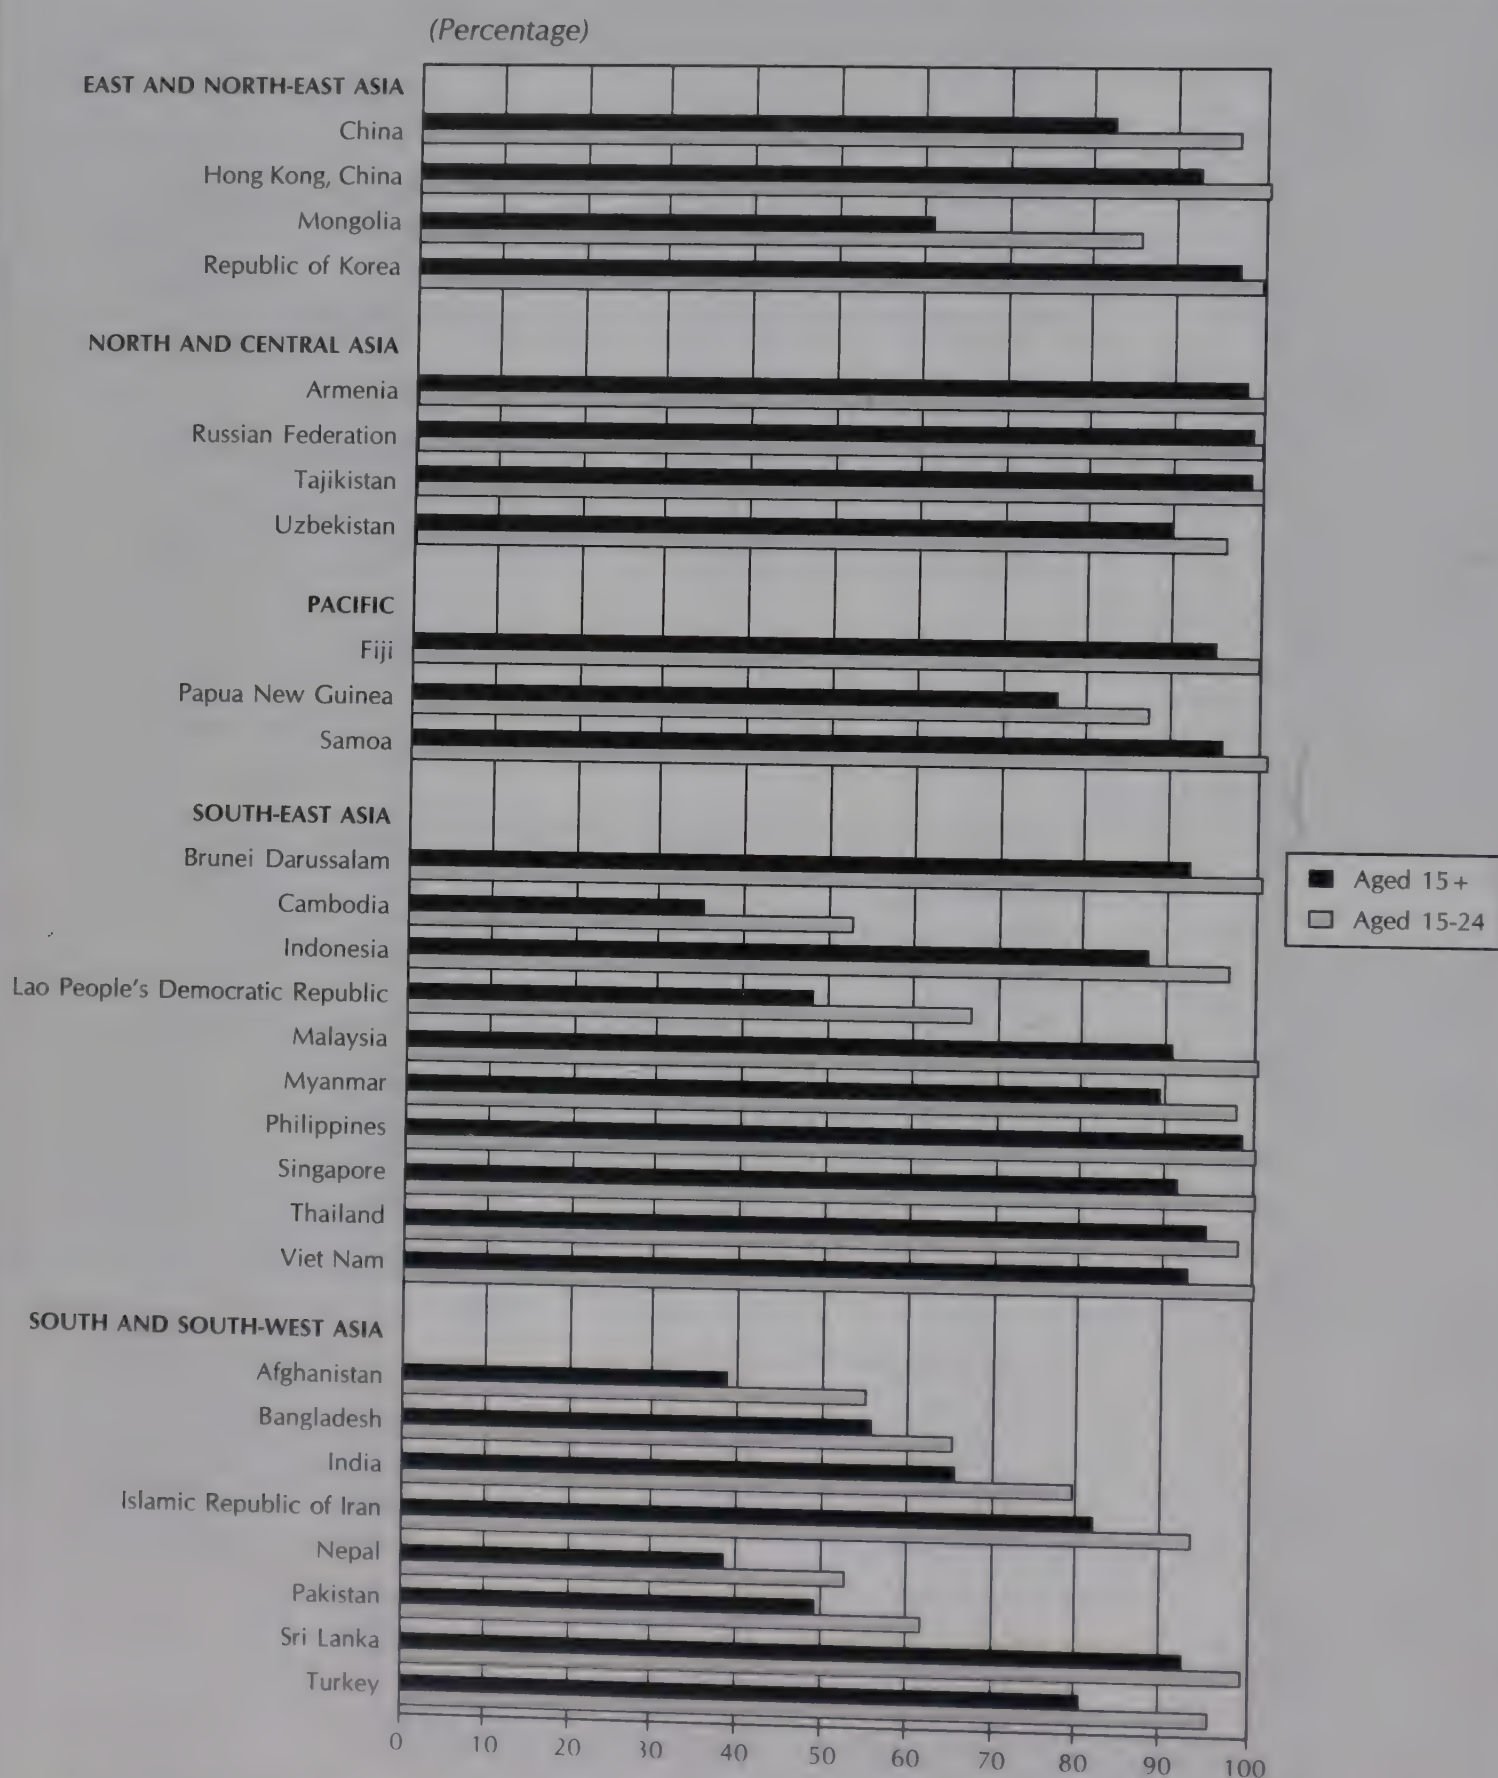 (Percentage)
EAST AND NORTH-EAST ASIA
China
Hong Kong, China
Mongolia
Republic of Korea
NORTH AND CENTRAL ASIA
Armenia
Russian Federation
Tajikistan
Uzbekistan
PACIFIC
Fiji
Papua New Guinea
Samoa
SOUTH-EAST ASIA
Brunei Darussalam
Cambodia
Indonesia
Lao People's Democratic Republic
Malaysia
Myanmar
Philippines
Singapore
Thailand
Viet Nam
SOUTH AND SOUTH-WEST ASIA
Afghanistan
Bangladesh
India
Islamic Republic of Iran
Nepal
Pakistan
Sri Lanka
Turkey
0 10 20 30 40 50 60 70 80 90 100
Aged 15+
Aged 15-24